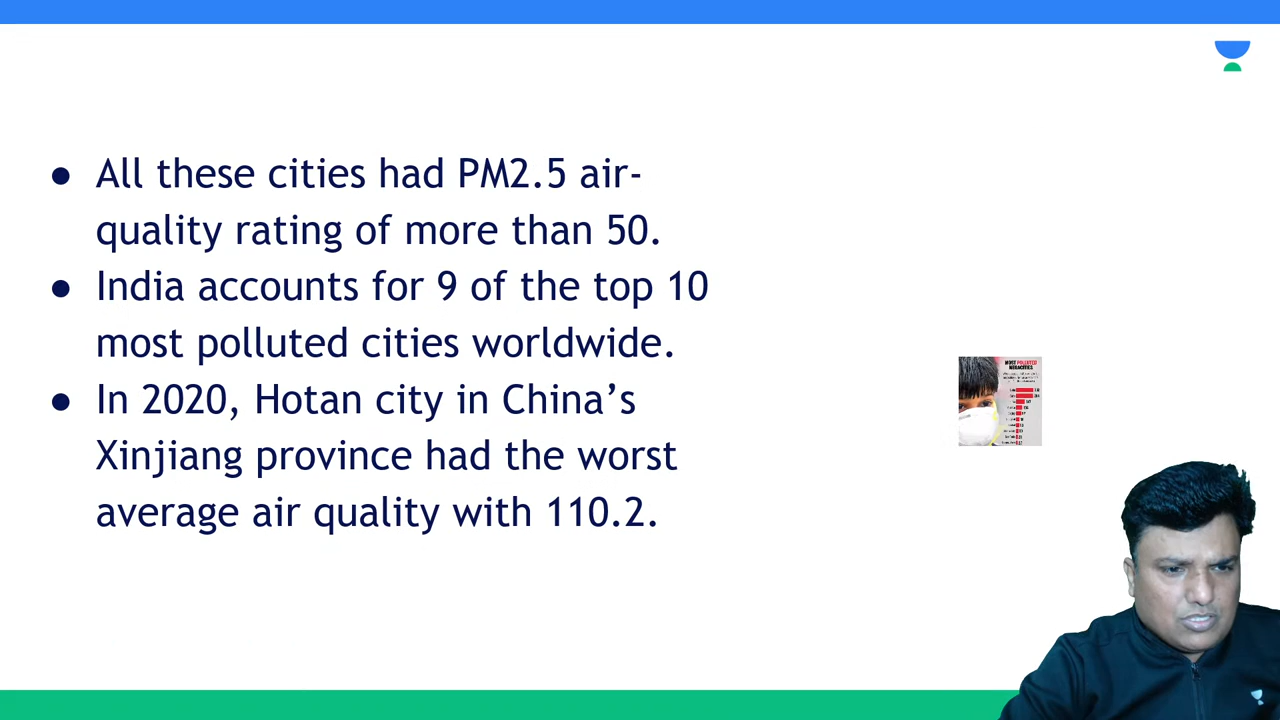 ● All these cities had PM2.5 air-
quality rating of more than 50.
● India accounts for 9 of the top 10
most polluted cities worldwide.
● In 2020, Hotan city in China’s
Xinjiang province had the worst
average air quality with 110.2.
MOST POLLUTED